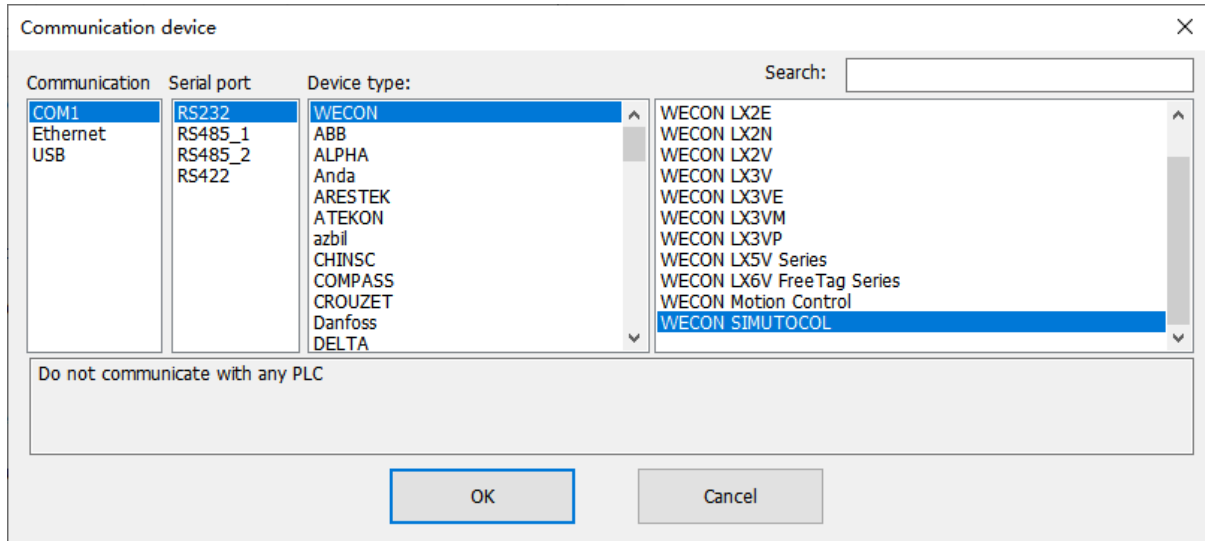 Communication device
Communication
Serial port
Device type:
Search:
COM1
Ethernet
USB
RS232
RS485_1
RS485_2
RS422
WECON
ABB
ALPHA
Anda
ARESTEK
ATEKON
azbil
CHINSC
COMPASS
CROUZET
Danfoss
DELTA
WECON LX2E
WECON LX2N
WECON LX2V
WECON LX3V
WECON LX3VE
WECON LX3VM
WECON LX3VP
WECON LX5V Series
WECON LX6V FreeTag Series
WECON Motion Control
WECON SIMUTOCOL
Do not communicate with any PLC
OK
Cancel